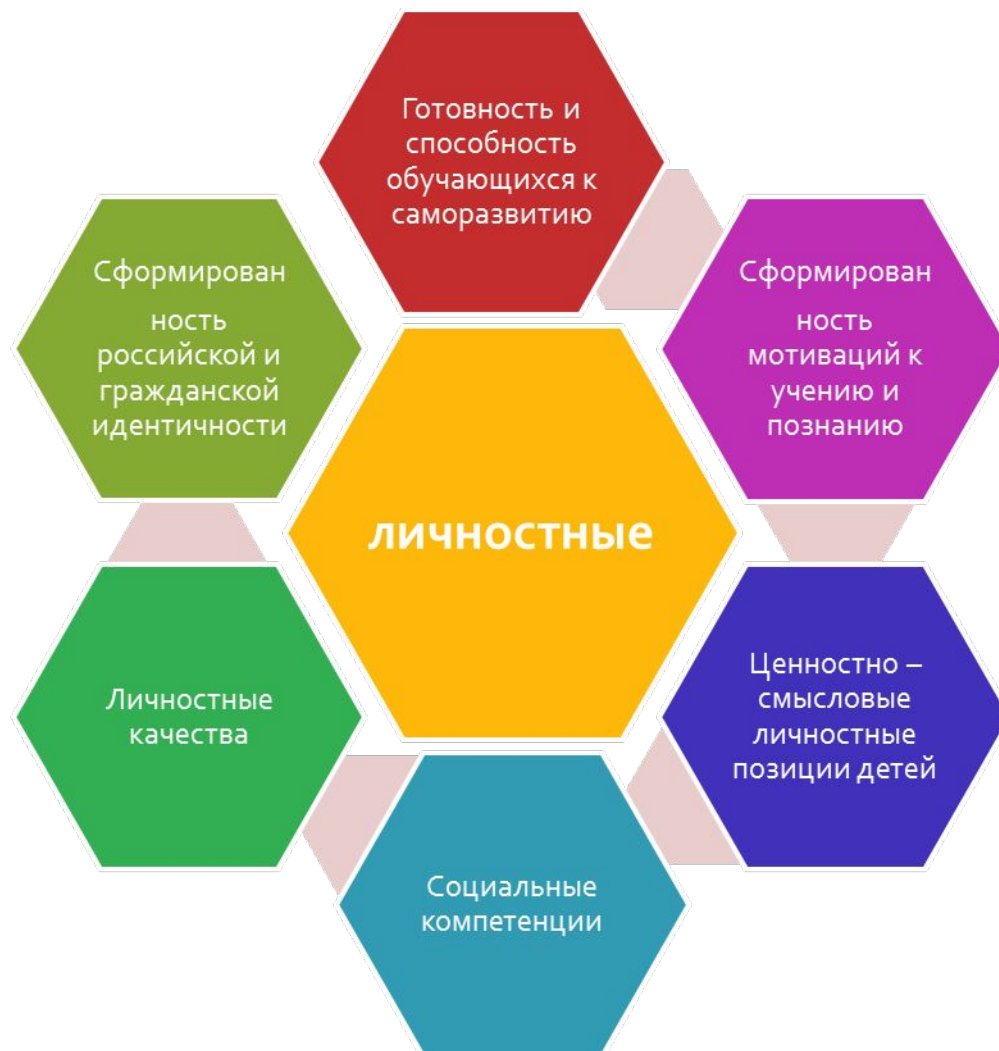 Готовность и
способность
обучающихся к
саморазвитию
Сформирован
ность
российской и
гражданской
идентичности
Сформирован
ность
мотиваций к
учению и
познанию
личностные
Личностные
качества
Ценностно –
смысловые
личностные
позиции детей
Социальные
компетенции